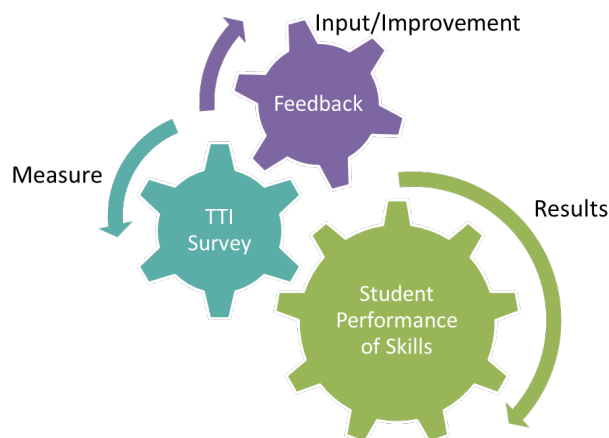 Input/Improvement
Feedback
Measure
TTI
Survey
Results
Student
Performance
of Skills